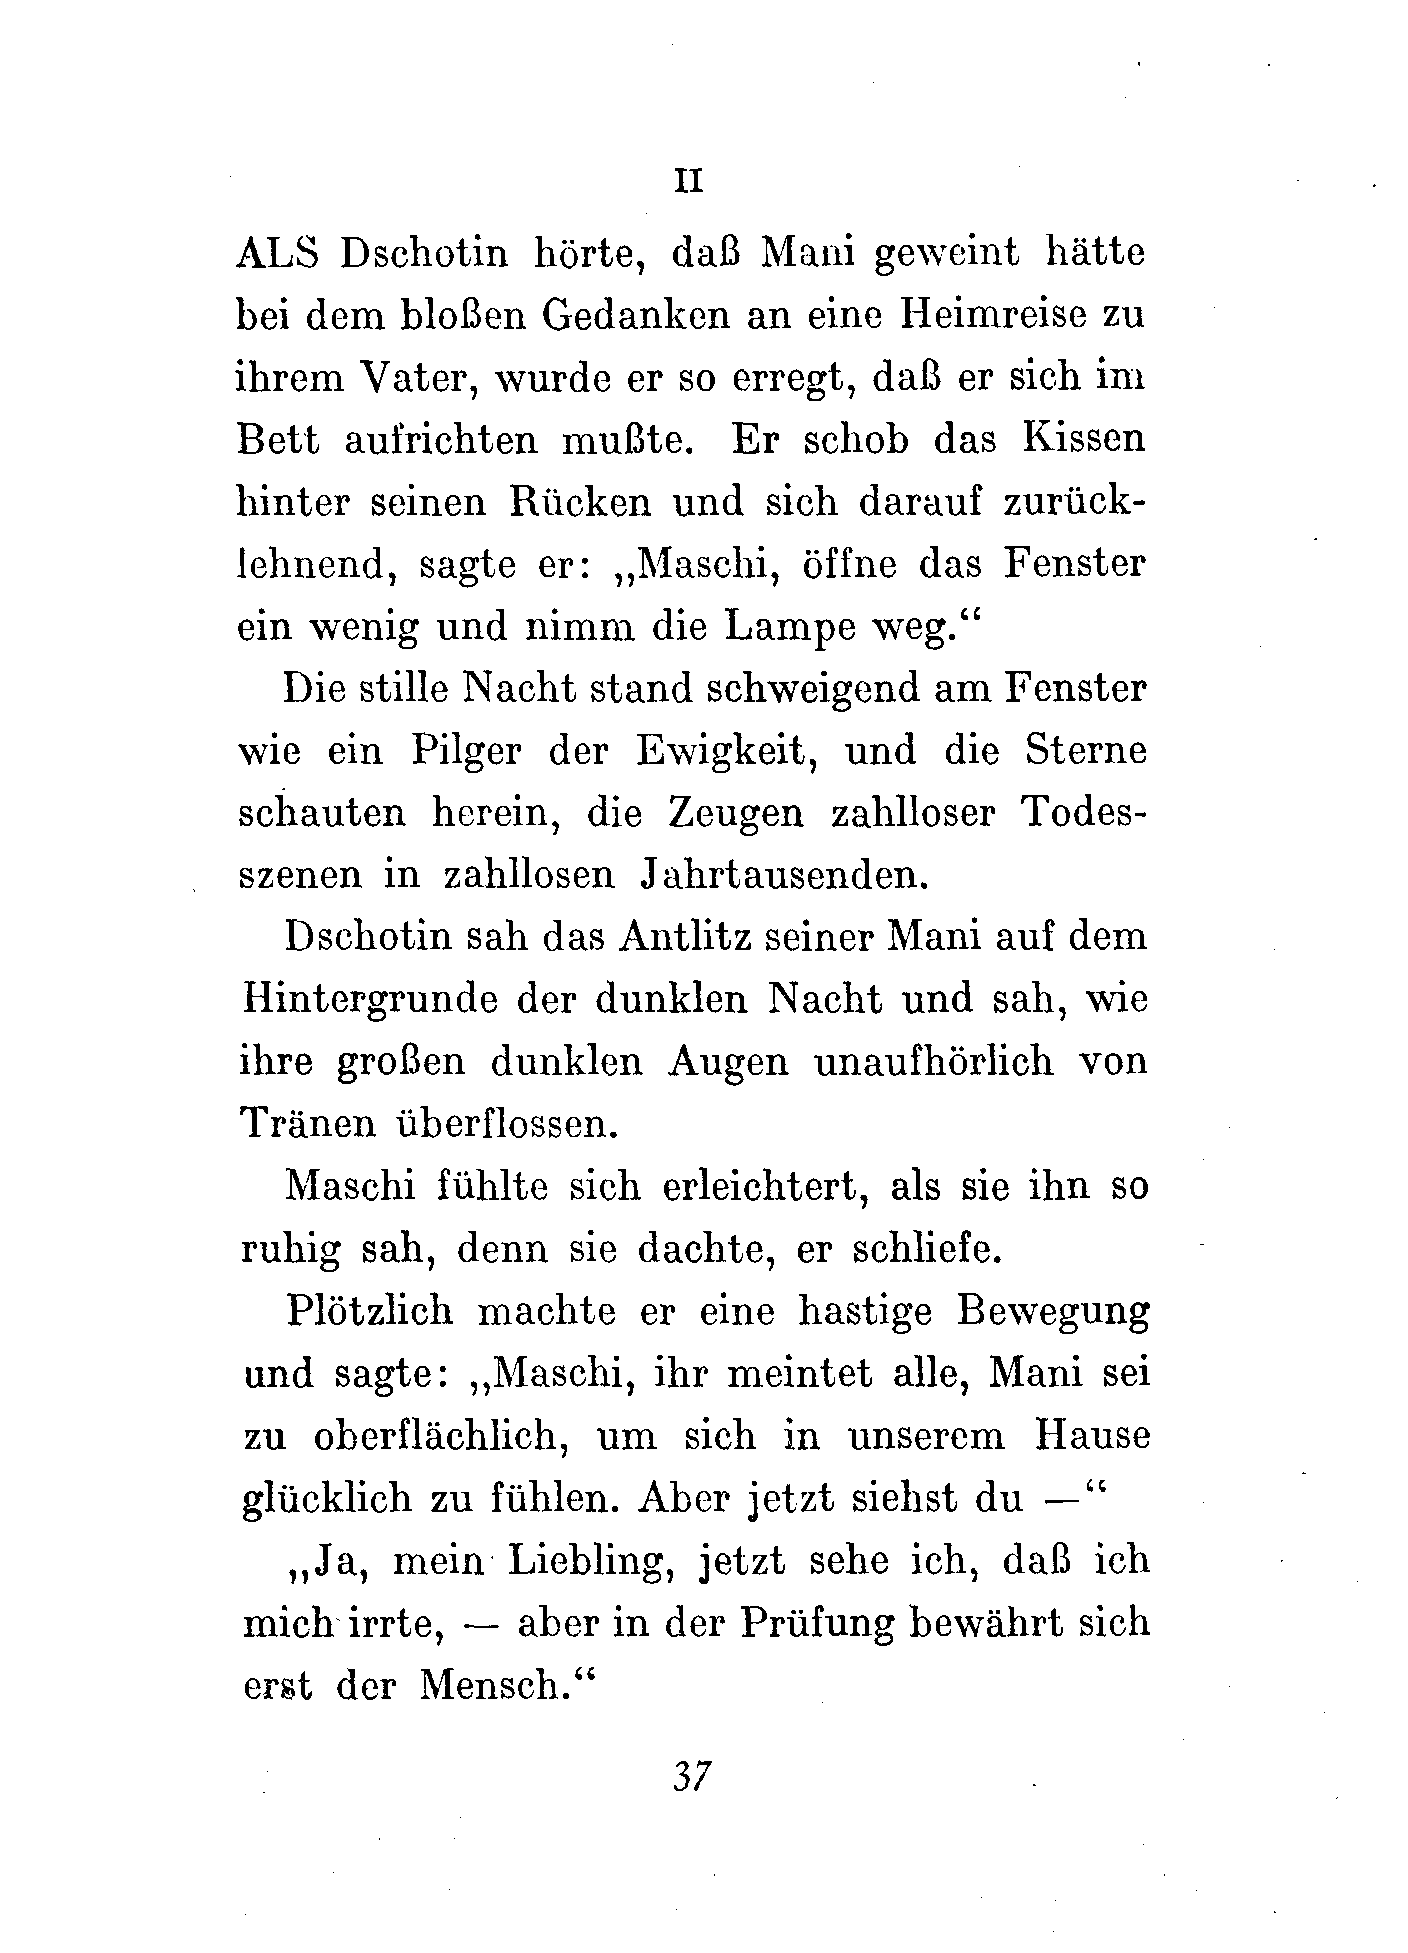 II
ALS Dschotin hörte, daß Mani geweint hätte
bei dem bloßen Gedanken an eine Heimreise zu
ihrem Vater, wurde er so erregt, daß er sich im
Bett aufrichten mußte. Er schob das Kissen
hinter seinen Rücken und sich darauf zurück-
lehnend, sagte er: „Maschi, öffne das Fenster
ein wenig und nimm die Lampe weg.“
Die stille Nacht stand schweigend am Fenster
wie ein Pilger der Ewigkeit, und die Sterne
schauten herein, die Zeugen zahlloser Todes-
szenen in zahllosen Jahrtausenden.
Dschotin sah das Antlitz seiner Mani auf dem
Hintergrunde der dunklen Nacht und sah, wie
ihre großen dunklen Augen unaufhörlich von
Tränen überflossen.
Maschi fühlte sich erleichtert, als sie ihn so
ruhig sah, denn sie dachte, er schliefe.
Plötzlich machte er eine hastige Bewegung
und sagte: „Maschi, ihr meintet alle, Mani sei
zu oberflächlich, um sich in unserem Hause
glücklich zu fühlen. Aber jetzt siehst du —“
„Ja, mein Liebling, jetzt sehe ich, daß ich
mich irrte, — aber in der Prüfung bewährt sich
erst der Mensch.“
37